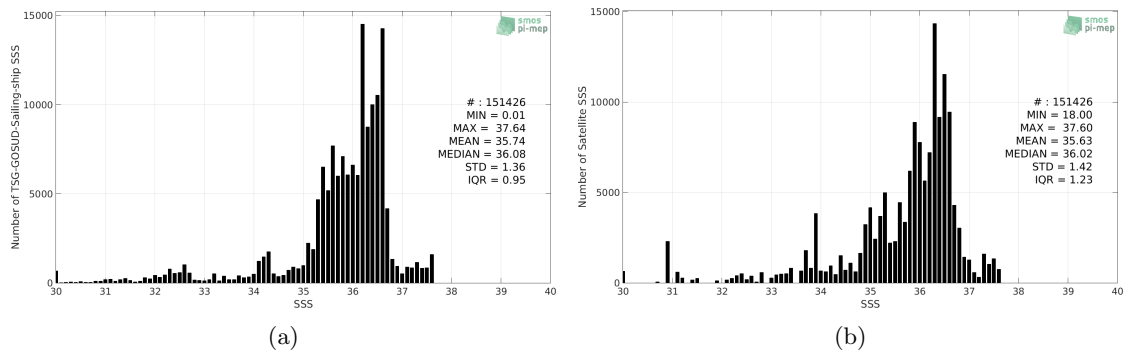 15000
10000
5000
0
Number of TSG-GOSUD-Sailing-ship SSS
smos
pi-mep
# : 151426
MIN = 0.01
MAX = 37.64
MEAN = 35.74
MEDIAN = 36.08
STD = 1.36
IQR = 0.95
30 31 32 33 34 35 36 37 38 39 40
SSS
(a)
15000
10000
5000
0
Number of Satellite SSS
smos
pi-mep
# : 151426
MIN = 18.00
MAX = 37.60
MEAN = 35.63
MEDIAN = 36.02
STD = 1.42
IQR = 1.23
30 31 32 33 34 35 36 37 38 39 40
SSS
(b)